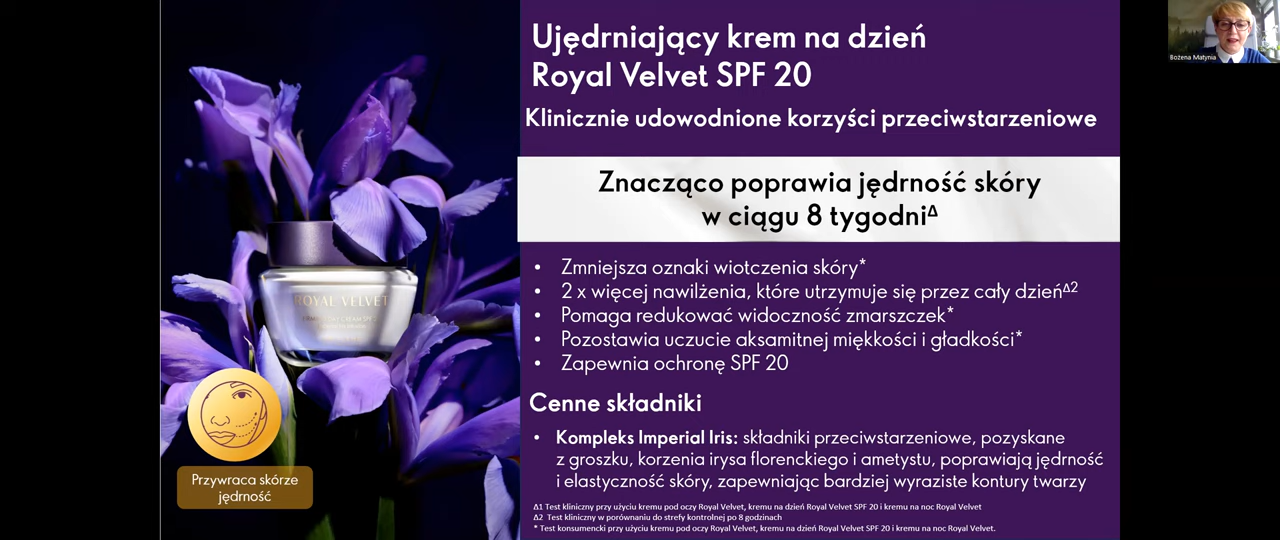 Ujędrniający krem na dzień
Royal Velvet SPF 20
Klinicznie udowodnione korzyści przeciwstarzeniowe
Znacząco poprawia jędrność skóry
w ciągu 8 tygodniᐃ
• Zmniejsza oznaki wiotczenia skóry*
• 2 x więcej nawilżenia, które utrzymuje się przez cały dzieńᐃ2
• Pomaga redukować widoczność zmarszczek*
• Pozostawia uczucie aksamitnej miękkości i gładkości*
• Zapewnia ochronę SPF 20
Cenne składniki
• Kompleks Imperial Iris: składniki przeciwstarzeniowe, pozyskane
z groszku, korzenia irysa florenckiego i ametystu, poprawiają jędrność
i elastyczność skóry, zapewniając bardziej wyraziste kontury twarzy
Δ1 Test kliniczny przy użyciu kremu pod oczy Royal Velvet, kremu na dzień Royal Velvet SPF 20 i kremu na noc Royal Velvet
Δ2 Test kliniczny w porównaniu do strefy kontrolnej po 8 godzinach
* Test konsumencki przy użyciu kremu pod oczy Royal Velvet, kremu na dzień Royal Velvet SPF 20 i kremu na noc Royal Velvet.
ROYAL VELVET
Przywraca skórze
jędrność
Bożena Matynia